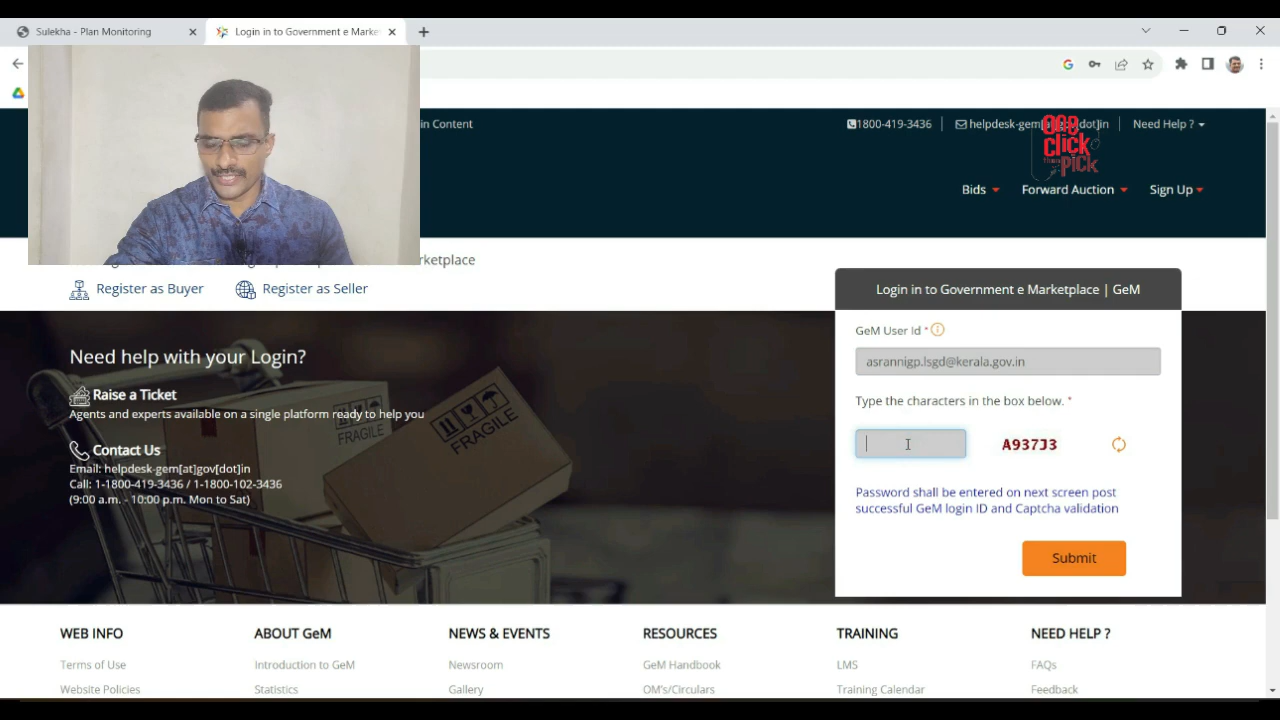 Sulekha - Plan Monitoring
Login in to Government e Marke
in Content
1800-419-3436
helpdesk-gem[at]gov[dot]in
Need Help ?
click
PICK
Bids
Forward Auction
Sign Up
rketplace
Register as Buyer
Register as Seller
Login in to Government e Marketplace | GeM
GeM User Id *
asrannigp.lsgd@kerala.gov.in
Need help with your Login?
Raise a Ticket
Agents and experts available on a single platform ready to help you
Type the characters in the box below. *
A937J3
Contact Us
Email: helpdesk-gem[at]gov[dot]in
Call: 1-1800-419-3436 / 1-1800-102-3436
(9:00 a.m. - 10:00 p.m. Mon to Sat)
FRAGILE
FRAGILE
Password shall be entered on next screen post
successful GeM login ID and Captcha validation
Submit
WEB INFO
ABOUT GeM
NEWS & EVENTS
RESOURCES
TRAINING
NEED HELP ?
Terms of Use
Introduction to GeM
Newsroom
GeM Handbook
LMS
FAQs
Website Policies
Statistics
Gallery
OM's/Circulars
Training Calendar
Feedback